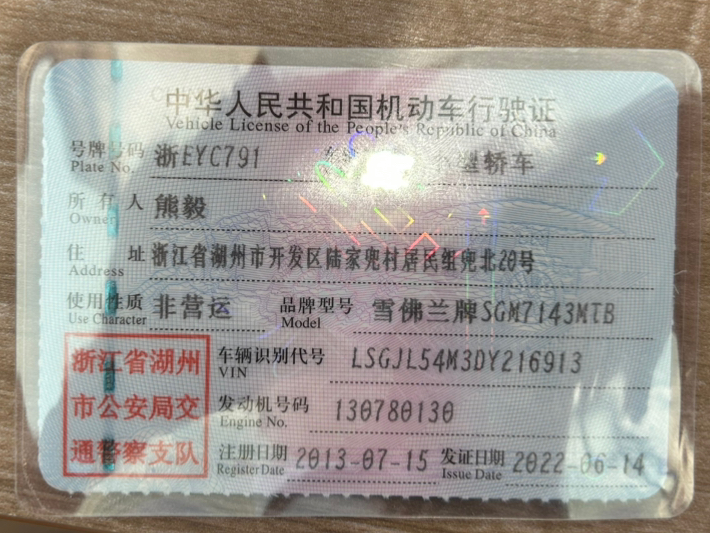 中华人民共和国机动车行驶证
Vehicle License of the People's Republic of China
号牌号码 浙EYC791 型轿车
Plate No.
所有人 熊毅
Owner
住址 浙江省湖州市开发区陆家兜村居民组兜北20号
Address
使用性质 非营运 品牌型号 雪佛兰牌SGM7143MTB
Use Character Model
浙江省湖州
市公安局交
通警察支队
车辆识别代号 LSGJL54M3DY216913
VIN
发动机号码 130780130
Engine No.
注册日期 2013-07-15 发证日期 2022-06-14
Register Date Issue Date